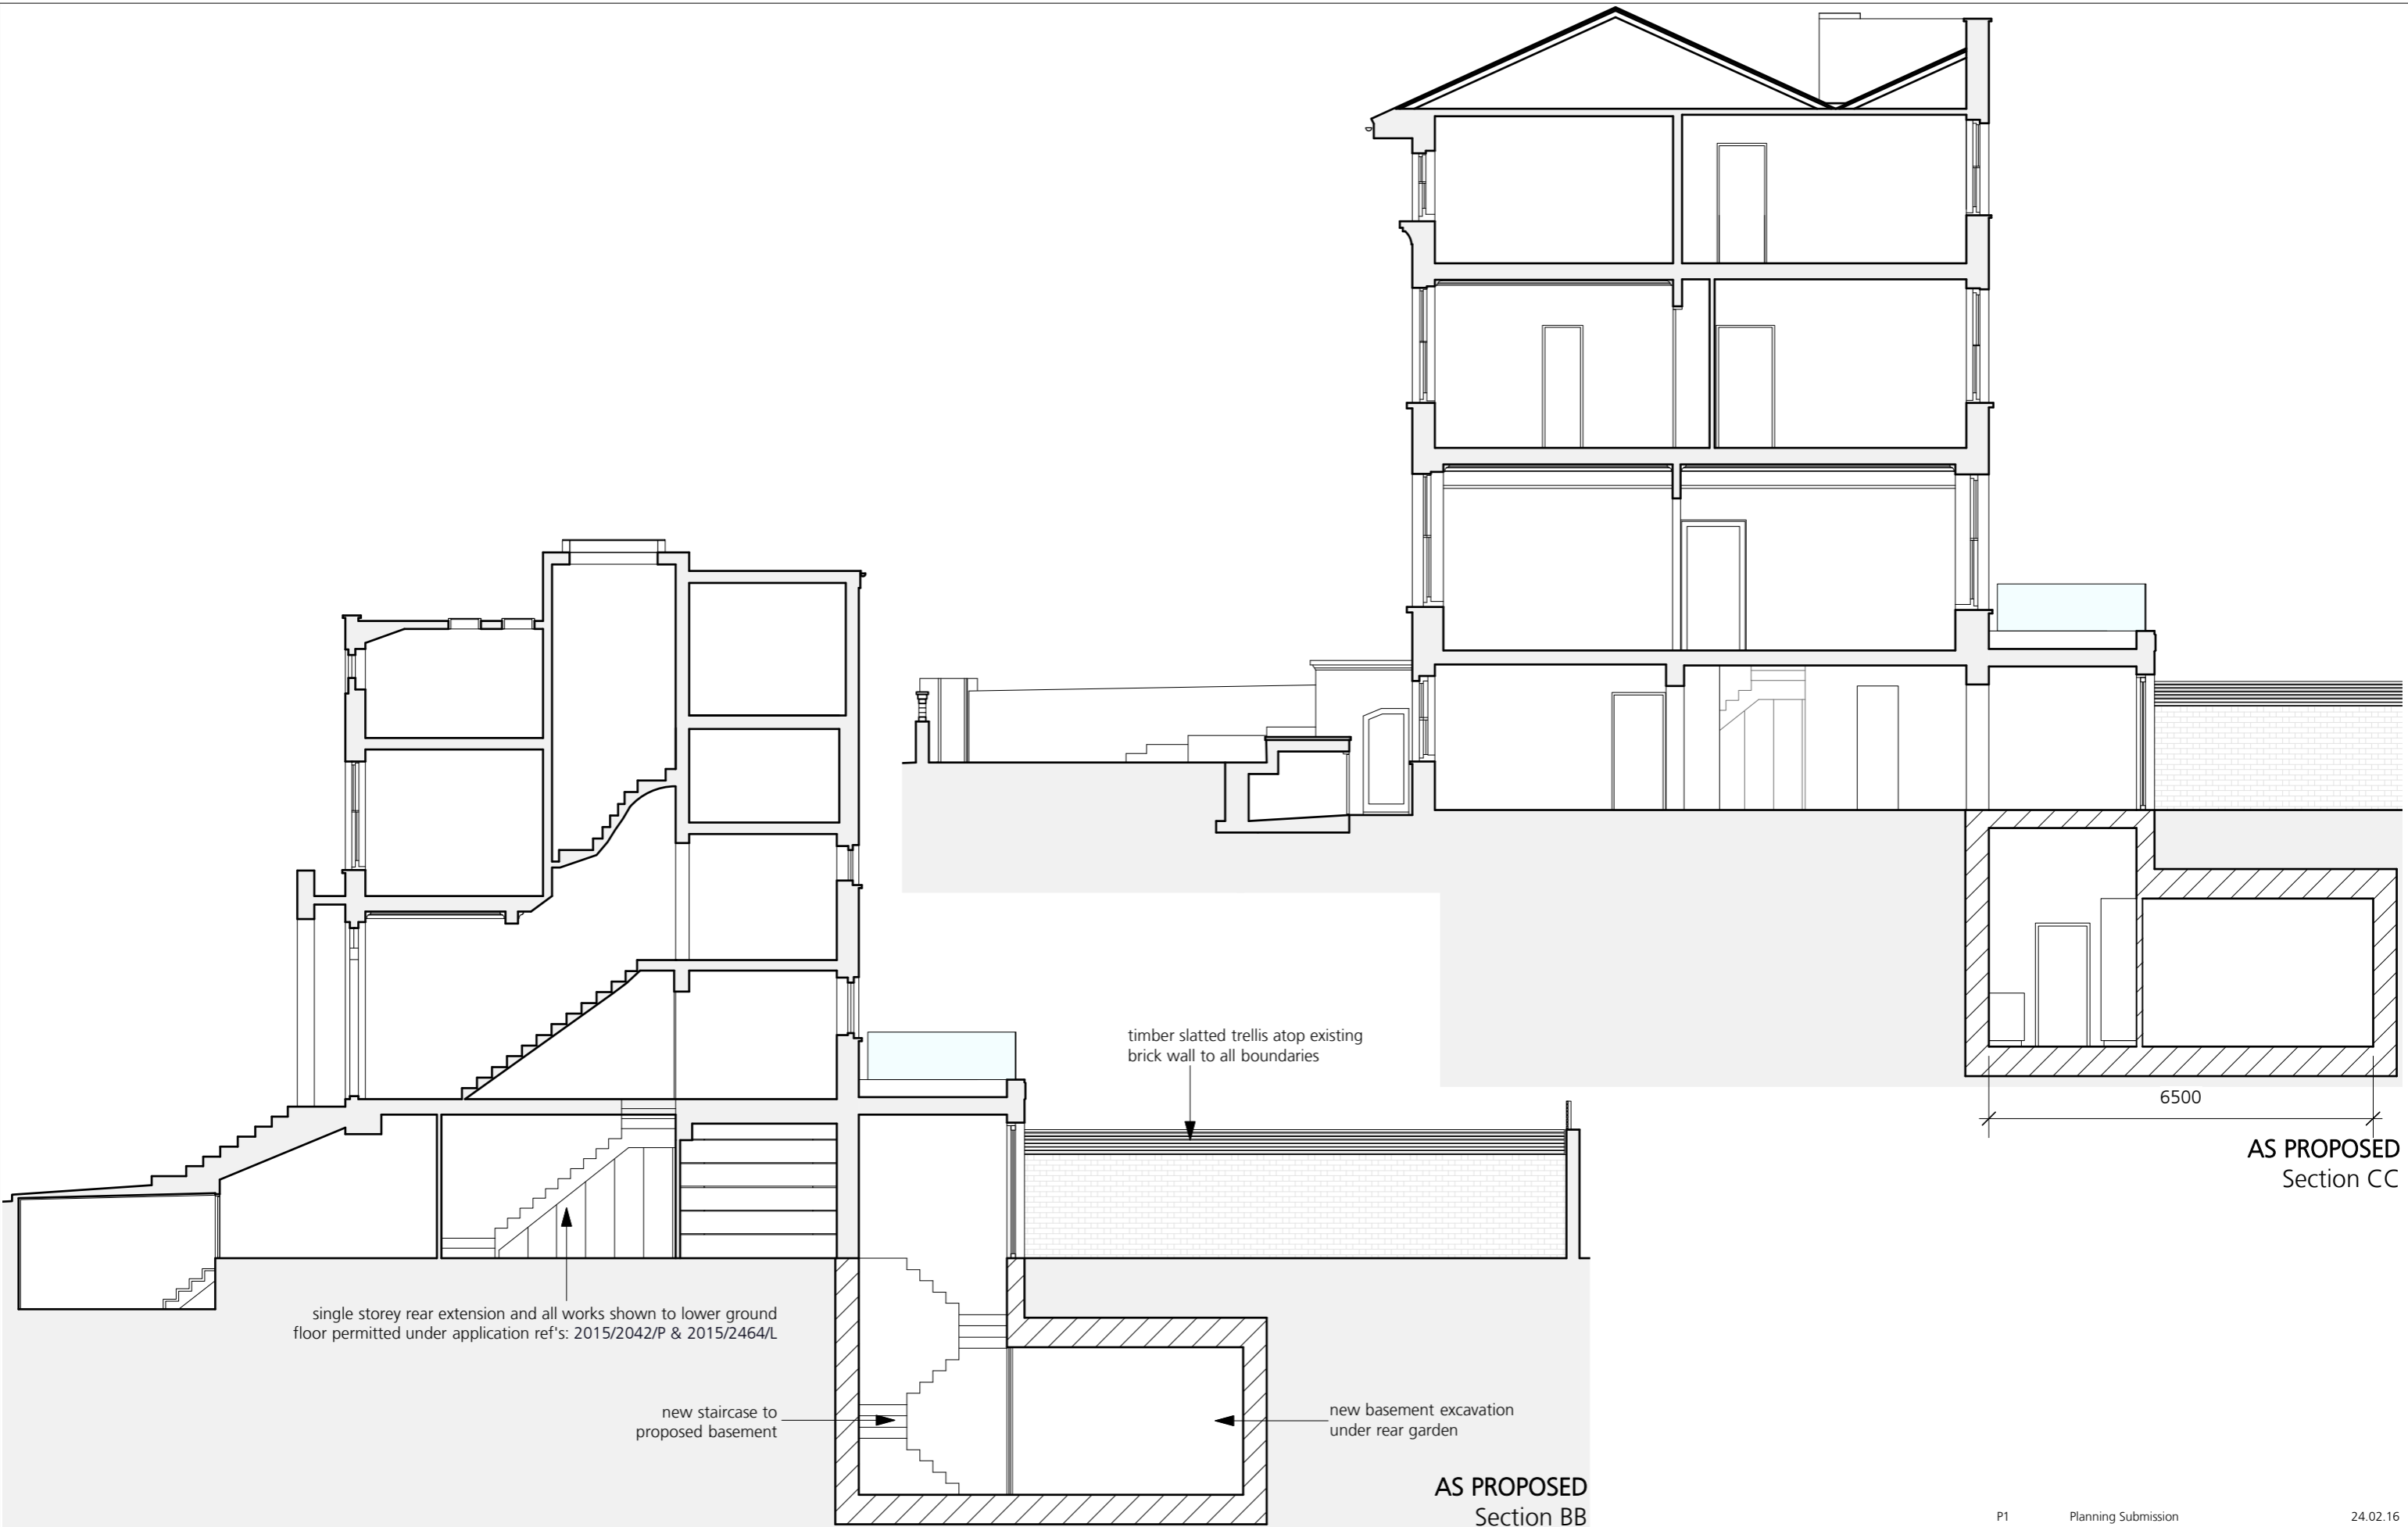 timber slatted trellis atop existing
brick wall to all boundaries
6500
AS PROPOSED
Section CC
single storey rear extension and all works shown to lower ground
floor permitted under application ref's: 2015/2042/P & 2015/2464/L
new staircase to
proposed basement
new basement excavation
under rear garden
AS PROPOSED
Section BB
P1 Planning Submission 24.02.16